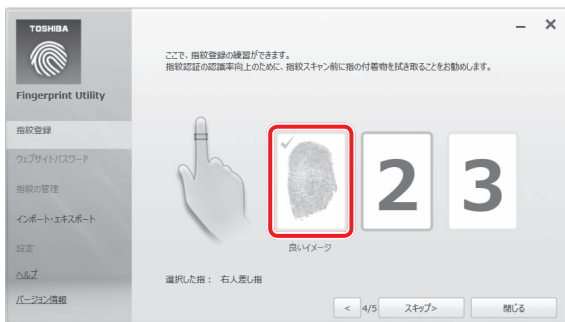 TOSHIBA
Fingerprint Utility
指紋登録
ウェブサイトパスワード
指紋の管理
インポート・エキスポート
設定
ヘルプ
バージョン情報
ここで、指紋登録の練習ができます。
指紋認証の認識率向上のために、指紋スキャン前に指の付着物を拭き取ることをお勧めします。
2
3
良いイメージ
選択した指： 右人差し指
< 4/5 スキップ> 閉じる